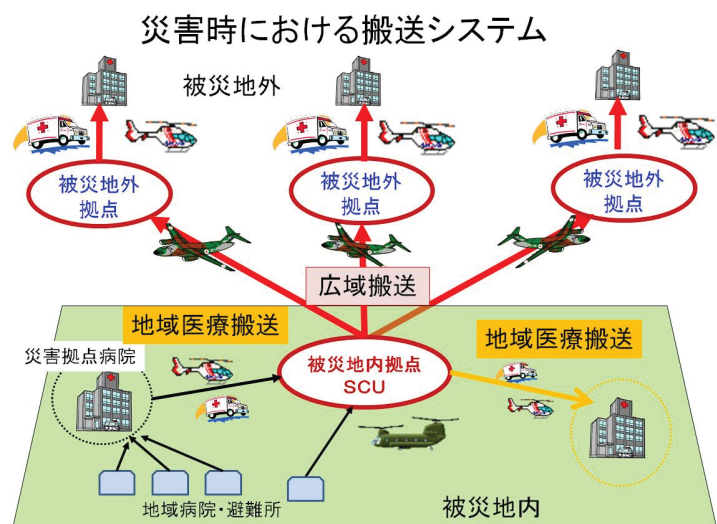 災害時における搬送システム
被災地外
被災地外
拠点
被災地外
拠点
被災地外
拠点
広域搬送
地域医療搬送
地域医療搬送
災害拠点病院
被災地内拠点
SCU
地域病院・避難所
被災地内